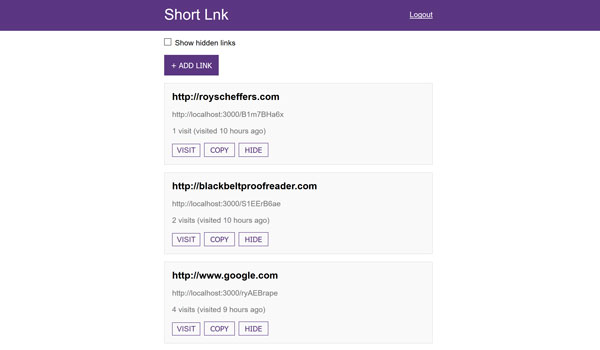 Short Lnk
Logout
Show hidden links
+ ADD LINK
http://royscheffers.com
http://localhost:3000/B1m7BHa6x
1 visit (visited 10 hours ago)
VISIT COPY HIDE
http://blackbeltproofreader.com
http://localhost:3000/S1EErB6ae
2 visits (visited 10 hours ago)
VISIT COPY HIDE
http://www.google.com
http://localhost:3000/ryAEBrape
4 visits (visited 9 hours ago)
VISIT COPY HIDE